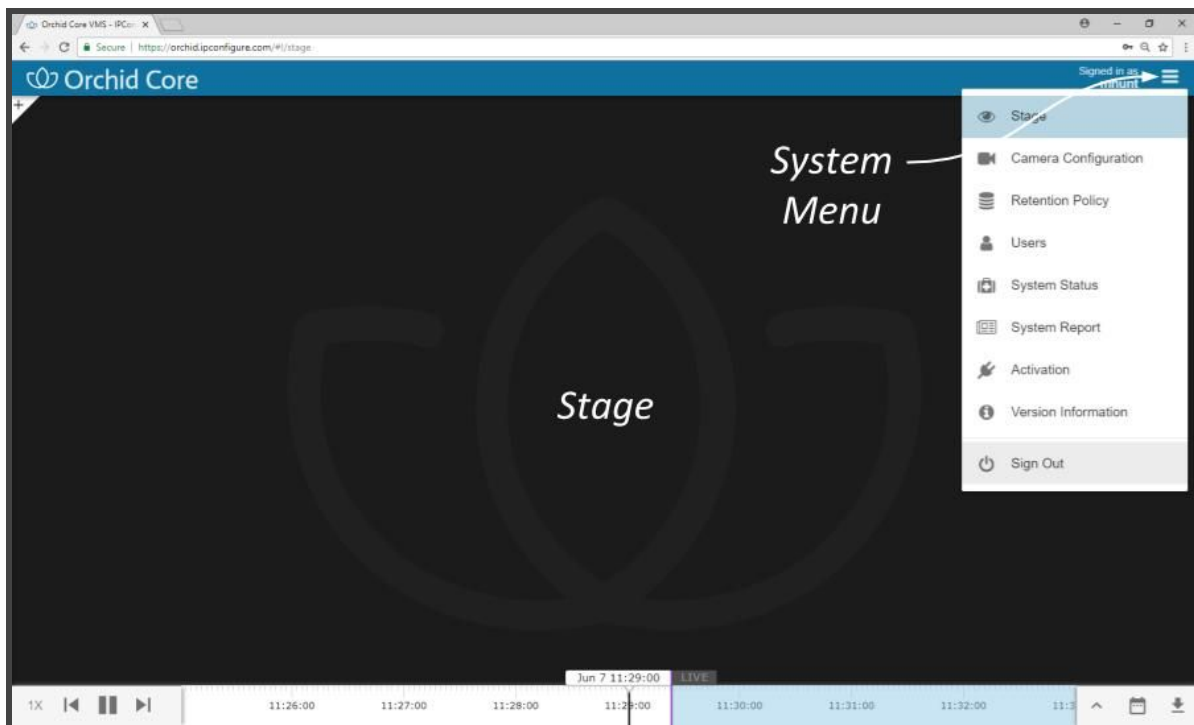 Orchid Core VMS - IPCo
Secure | https://orchid.ipconfigure.com/#!/stage
Orchid Core
Signed in as
mhunt
Stage
System
Menu
Camera Configuration
Retention Policy
Users
System Status
System Report
Activation
Version Information
Sign Out
Stage
Jun 7 11:29:00
LIVE
1X
11:26:00 11:27:00 11:28:00 11:29:00 11:30:00 11:31:00 11:32:00 11:3